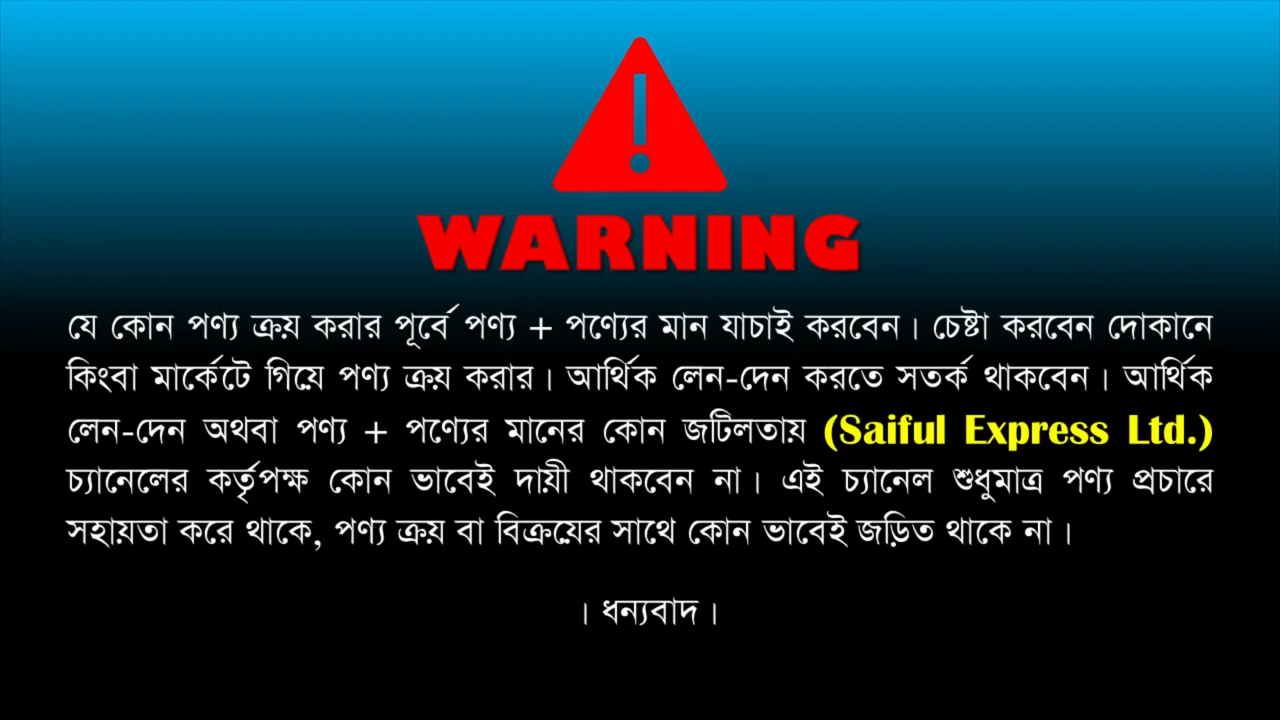 WARNING
যে কোন পণ্য ক্রয় করার পূর্বে পণ্য + পণ্যের মান যাচাই করবেন। চেষ্টা করবেন দোকানে
কিংবা মার্কেটে গিয়ে পণ্য ক্রয় করার। আর্থিক লেন-দেন করতে সতর্ক থাকবেন। আর্থিক
লেন-দেন অথবা পণ্য + পণ্যের মানের কোন জটিলতায় (Saiful Express Ltd.)
চ্যানেলের কর্তৃপক্ষ কোন ভাবেই দায়ী থাকবেন না। এই চ্যানেল শুধুমাত্র পণ্য প্রচারে
সহায়তা করে থাকে, পণ্য ক্রয় বা বিক্রয়ের সাথে কোন ভাবেই জড়িত থাকে না।
। ধন্যবাদ।